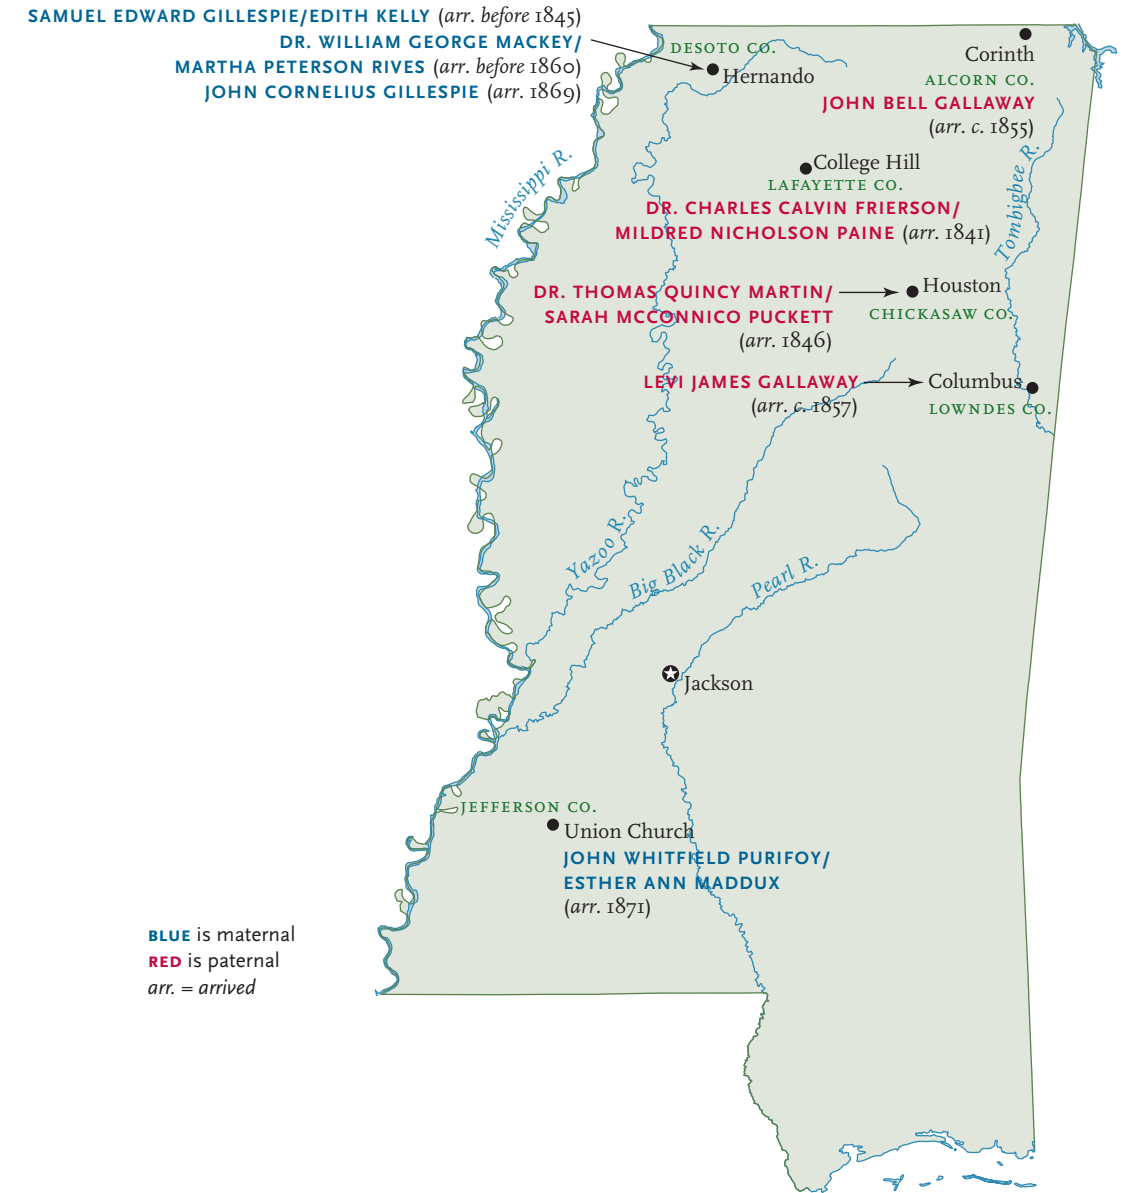 SAMUEL EDWARD GILLESPIE/EDITH KELLY (arr. before 1845)
DR. WILLIAM GEORGE MACKEY/
MARTHA PETERSON RIVES (arr. before 1860)
JOHN CORNELIUS GILLESPIE (arr. 1869)
DESOTO CO.
Hernando
Corinth
ALCORN CO.
JOHN BELL GALLAWAY
(arr. c. 1855)
Mississippi R.
College Hill
LAFAYETTE CO.
DR. CHARLES CALVIN FRIERSON/
MILDRED NICHOLSON PAINE (arr. 1841)
Tombigbee R.
DR. THOMAS QUINCY MARTIN/
SARAH MCCONNICO PUCKETT
(arr. 1846)
Houston
CHICKASAW CO.
LEVI JAMES GALLAWAY
(arr. c. 1857)
Columbus
LOWNDES CO.
Yazoo R.
Big Black R.
Pearl R.
Jackson
JEFFERSON CO.
Union Church
JOHN WHITFIELD PURIFOY/
ESTHER ANN MADDUX
(arr. 1871)
BLUE is maternal
RED is paternal
arr. = arrived